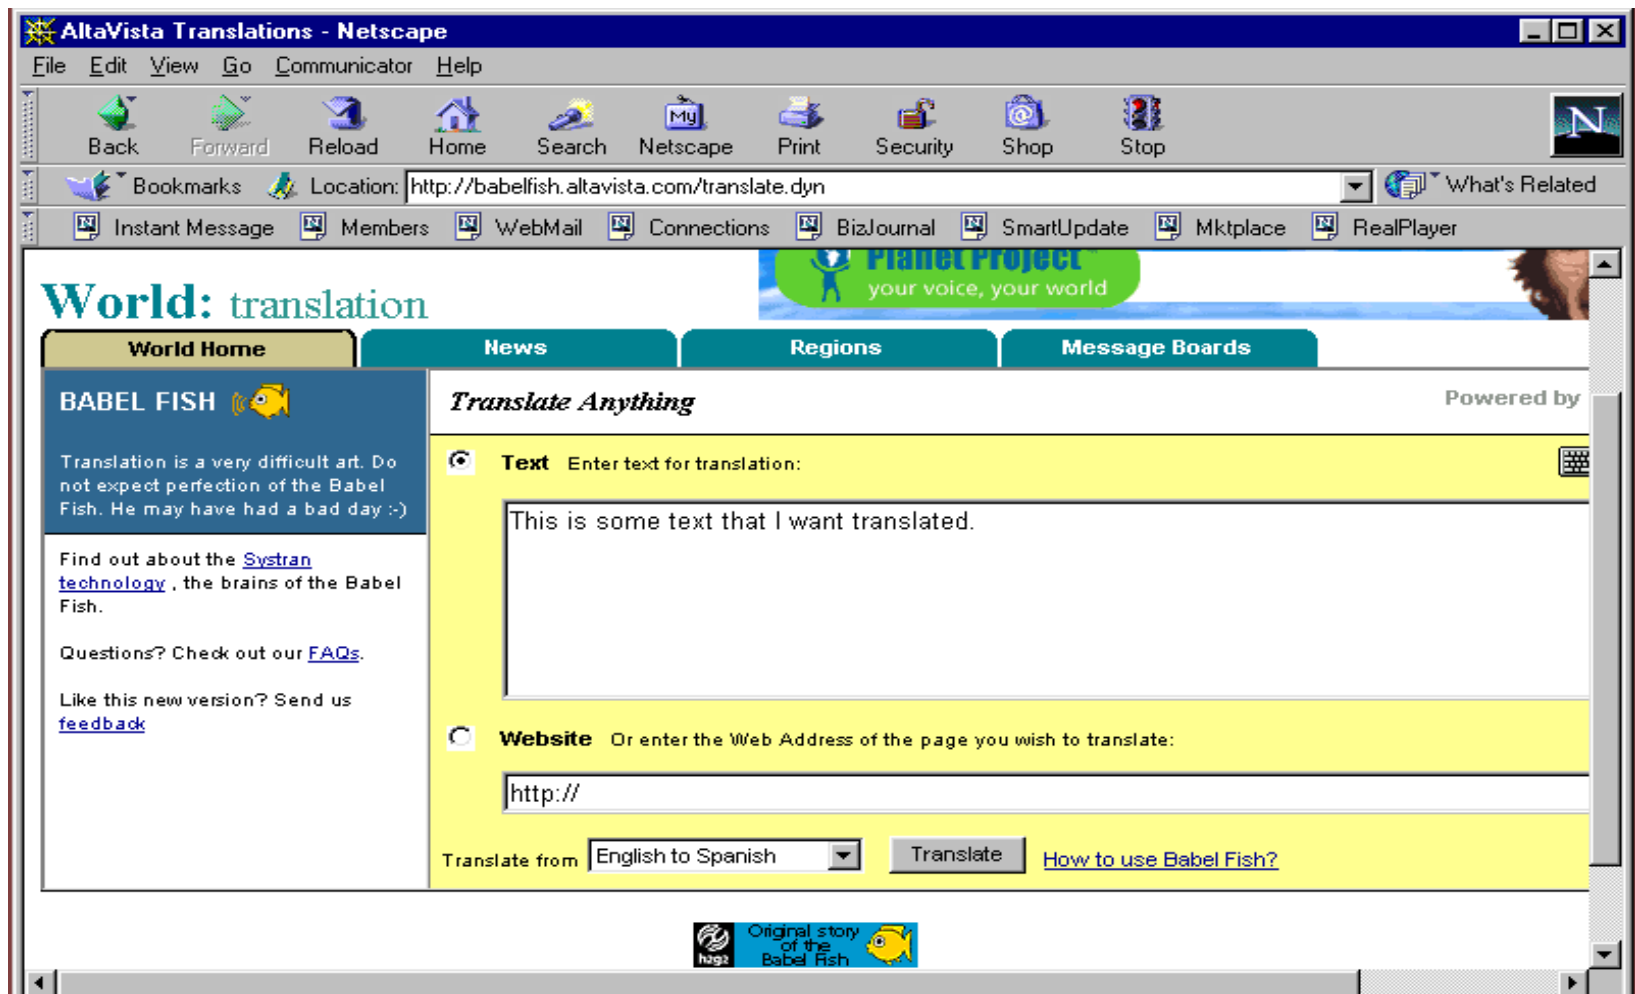 AltaVista Translations - Netscape
File Edit View Go Communicator Help
Back Forward Reload Home Search Netscape Print Security Shop Stop
My
N
Bookmarks Location: http://babelfish.altavista.com/translate.dyn What's Related
Instant Message Members WebMail Connections BizJournal SmartUpdate Mktplace RealPlayer
Planet Project
your voice, your world
World: translation
World Home News Regions Message Boards
BABEL FISH
Translation is a very difficult art. Do
not expect perfection of the Babel
Fish. He may have had a bad day :-)
Find out about the Systran
technology , the brains of the Babel
Fish.
Questions? Check out our FAQs.
Like this new version? Send us
feedback
Translate Anything
Powered by
Text Enter text for translation:
This is some text that I want translated.
Website Or enter the Web Address of the page you wish to translate:
http://
Translate from English to Spanish Translate How to use Babel Fish?
h2g2
Original story
of the
Babel Fish